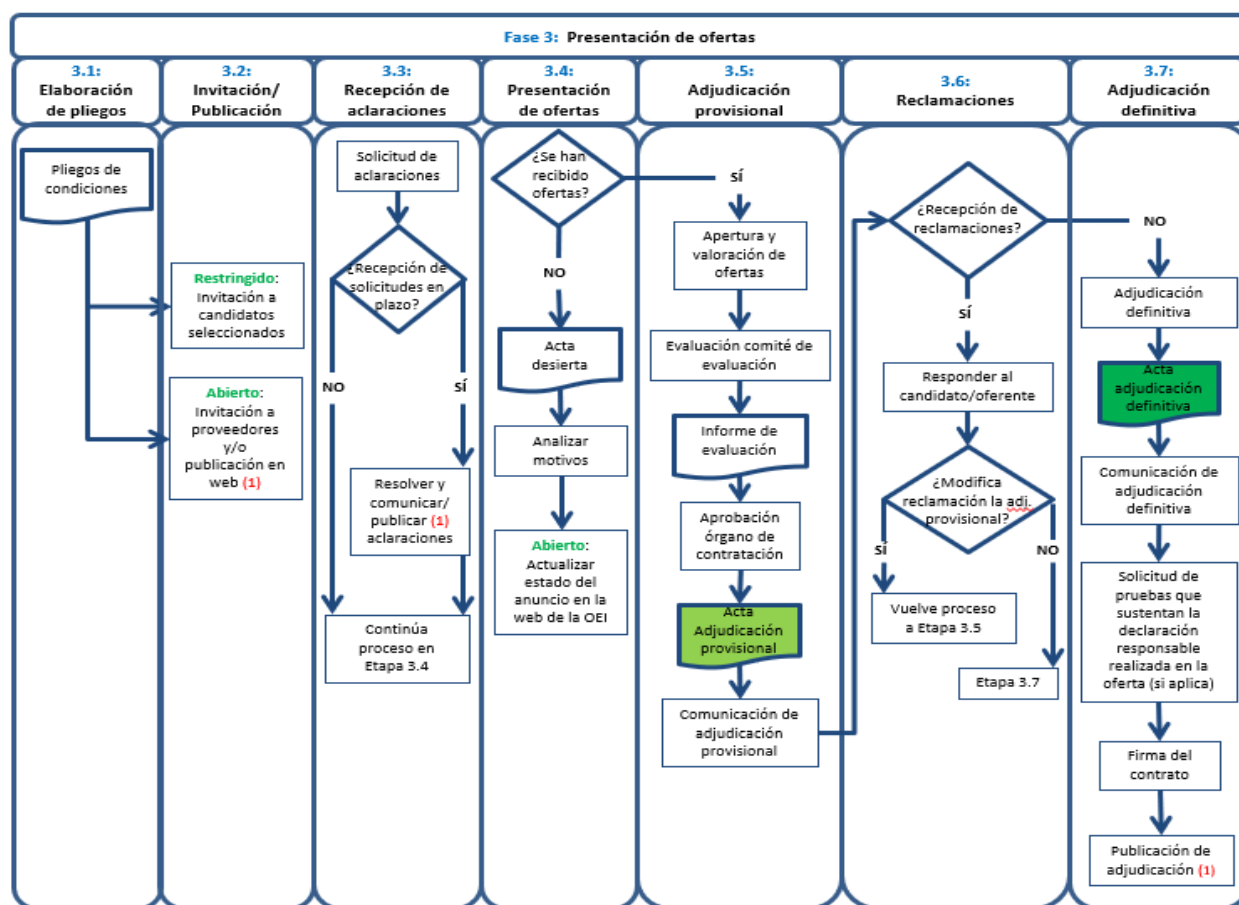 Fase 3: Presentación de ofertas
3.1:
Elaboración
de pliegos
3.2:
Invitación/
Publicación
3.3:
Recepción de
aclaraciones
3.4:
Presentación
de ofertas
3.5:
Adjudicación
provisional
3.6:
Reclamaciones
3.7:
Adjudicación
definitiva
Pliegos de
condiciones
Restringido:
Invitación a
candidatos
seleccionados
Abierto:
Invitación a
proveedores
y/o
publicación en
web (1)
Solicitud de
aclaraciones
¿Recepción de
solicitudes en
plazo?
NO
SÍ
Resolver y
comunicar/
publicar (1)
aclaraciones
Continúa
proceso en
Etapa 3.4
¿Se han
recibido
ofertas?
SÍ
NO
Acta
desierta
Analizar
motivos
Abierto:
Actualizar
estado del
anuncio en la
web de la OEI
Apertura y
valoración de
ofertas
Evaluación comité de
evaluación
Informe de
evaluación
Aprobación
órgano de
contratación
Acta
Adjudicación
provisional
Comunicación de
adjudicación
provisional
¿Recepción de
reclamaciones?
NO
SÍ
Responder al
candidato/oferente
¿Modifica
reclamación la adj.
provisional?
SÍ
NO
Vuelve proceso
a Etapa 3.5
Etapa 3.7
Adjudicación
definitiva
Acta
adjudicación
definitiva
Comunicación de
adjudicación
definitiva
Solicitud de
pruebas que
sustentan la
declaración
responsable
realizada en la
oferta (si aplica)
Firma del
contrato
Publicación de
adjudicación (1)